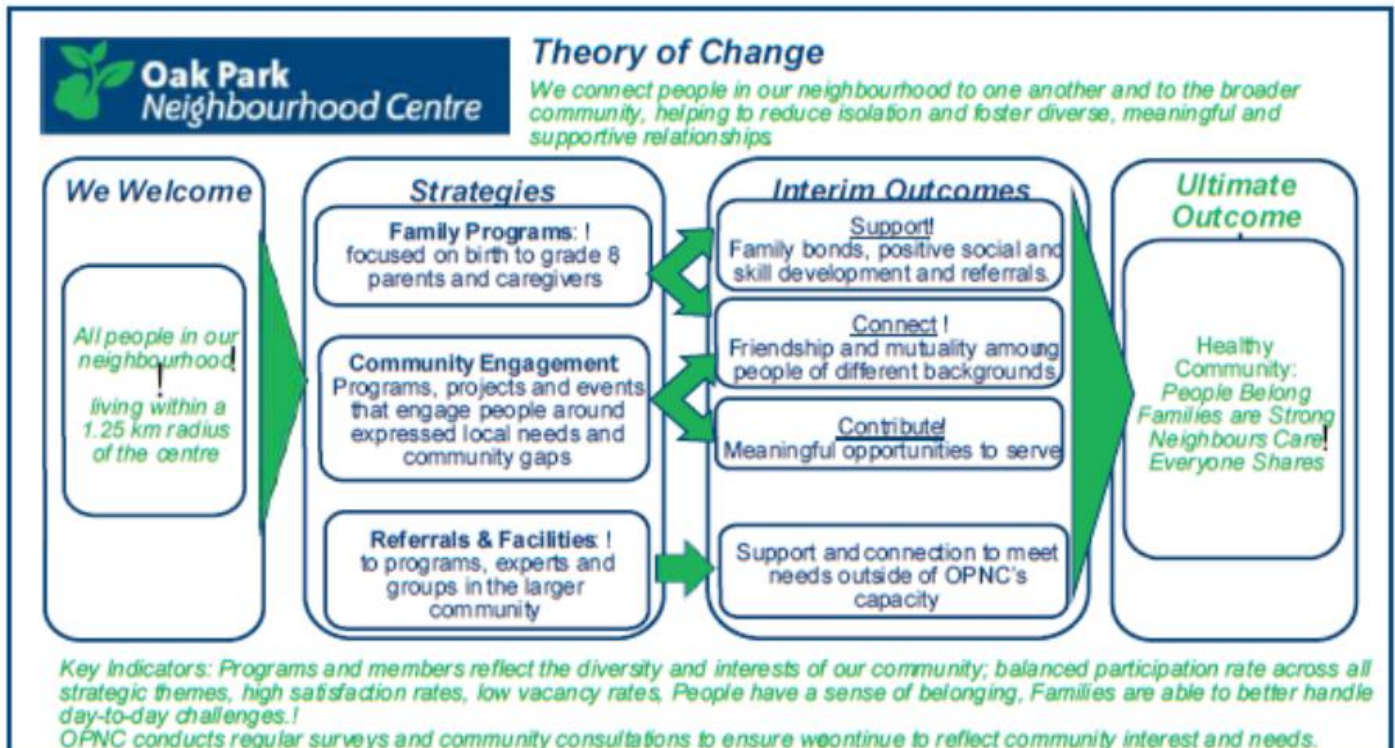 Oak Park
Neighbourhood Centre
Theory of Change
We connect people in our neighbourhood to one another and to the broader
community, helping to reduce isolation and foster diverse, meaningful and
supportive relationships.
We Welcome
All people in our
neighbourhood!
!
living within a
1.25 km radius
of the centre
Strategies
Family Programs: !
focused on birth to grade 8
parents and caregivers
Community Engagement
Programs, projects and events
that engage people around
expressed local needs and
community gaps
Referrals & Facilities: !
to programs, experts and
groups in the larger
community
Interim Outcomes
Support!
Family bonds, positive social and
skill development and referrals.
Connect !
Friendship and mutuality among
people of different backgrounds.
Contribute!
Meaningful opportunities to serve
Support and connection to meet
needs outside of OPNC's
capacity
Ultimate
Outcome
Healthy
Community:
People Belong
Families are Strong
Neighbours Care!
Everyone Shares
Key Indicators: Programs and members reflect the diversity and interests of our community; balanced participation rate across all
strategic themes, high satisfaction rates, low vacancy rates, People have a sense of belonging, Families are able to better handle
day-to-day challenges.!
OPNC conducts regular surveys and community consultations to ensure we continue to reflect community interest and needs.